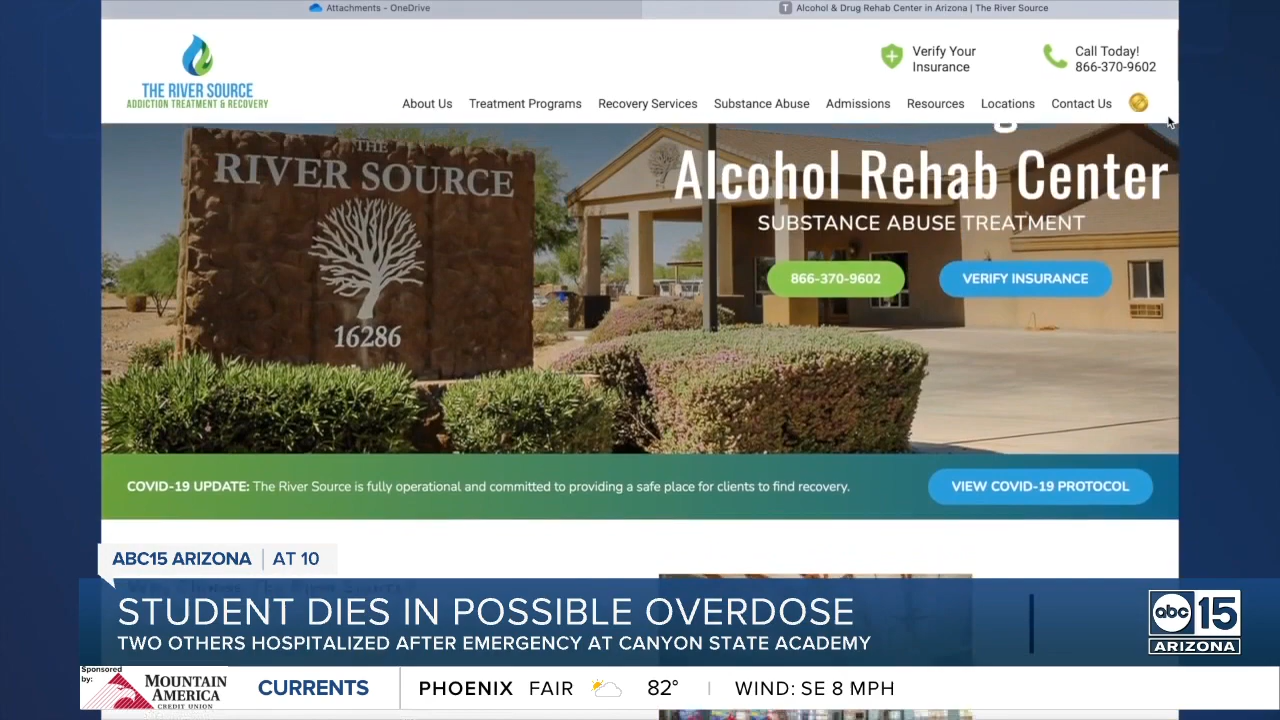 Attachments - OneDrive
T Alcohol & Drug Rehab Center in Arizona | The River Source
THE RIVER SOURCE
ADDICTION TREATMENT & RECOVERY
Verify Your
Insurance
Call Today!
866-370-9602
About Us Treatment Programs Recovery Services Substance Abuse Admissions Resources Locations Contact Us
THE
RIVER SOURCE
16286
Alcohol Rehab Center
SUBSTANCE ABUSE TREATMENT
866-370-9602 VERIFY INSURANCE
COVID-19 UPDATE: The River Source is fully operational and committed to providing a safe place for clients to find recovery.
VIEW COVID-19 PROTOCOL
ABC15 ARIZONA | AT 10
STUDENT DIES IN POSSIBLE OVERDOSE
TWO OTHERS HOSPITALIZED AFTER EMERGENCY AT CANYON STATE ACADEMY
abc 15
ARIZONA
Sponsored
by:
MOUNTAIN
AMERICA
CREDIT UNION
CURRENTS
PHOENIX FAIR 82° | WIND: SE 8 MPH